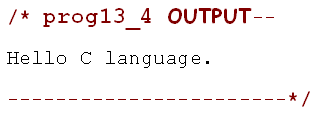 /* prog13_4 OUTPUT--
Hello C language.
-----------------------*/